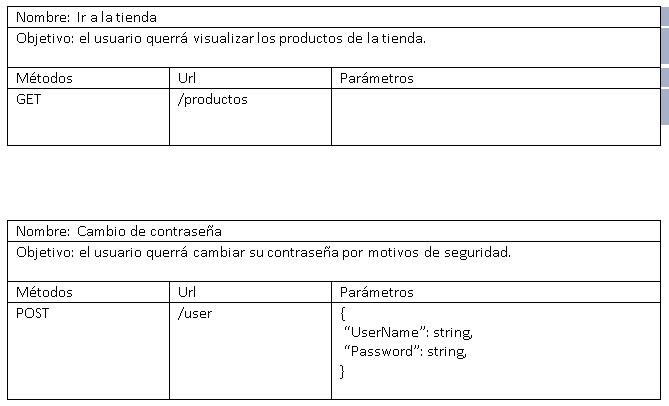 Nombre: Ir a la tienda
Objetivo: el usuario querrá visualizar los productos de la tienda.
Métodos Url Parámetros
GET /productos
Nombre: Cambio de contraseña
Objetivo: el usuario querrá cambiar su contraseña por motivos de seguridad.
Métodos Url Parámetros
POST /user {
“UserName”: string,
“Password”: string,
}